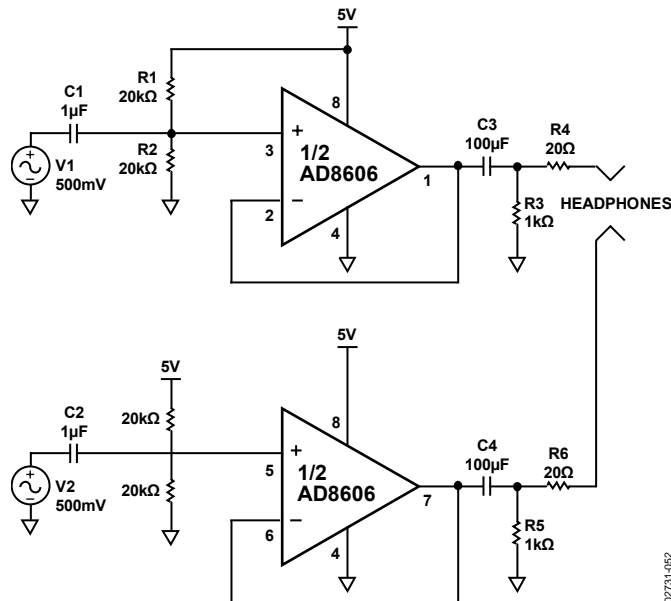 5V
R1
20kΩ
C1
1µF
R2
20kΩ
V1
500mV
8
3
+
1/2
AD8606
1
2
−
4
C3
100µF
R4
20Ω
R3
1kΩ
HEADPHONES
5V
5V
C2
1µF
20kΩ
20kΩ
V2
500mV
8
5
+
1/2
AD8606
7
6
−
4
C4
100µF
R6
20Ω
R5
1kΩ
02731-052